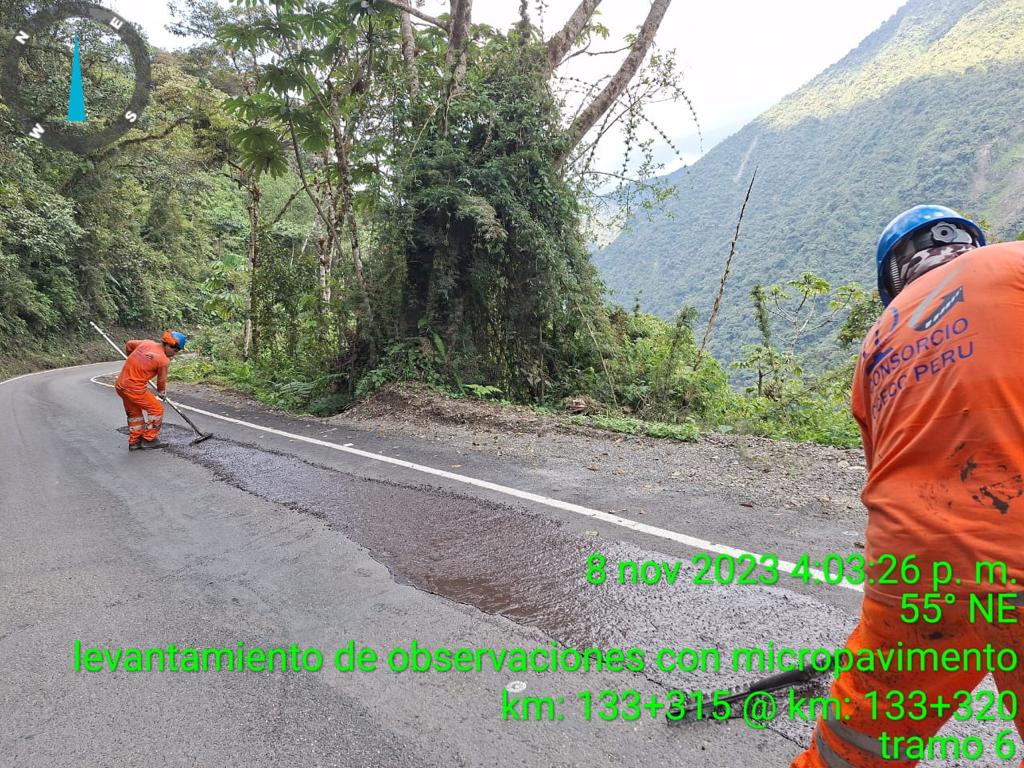 N
E
W
S
CONSORCIO
PERU
8 nov 2023 4:03:26 p. m.
55° NE
levantamiento de observaciones con micropavimento
km: 133+315 @ km: 133+320
tramo 6